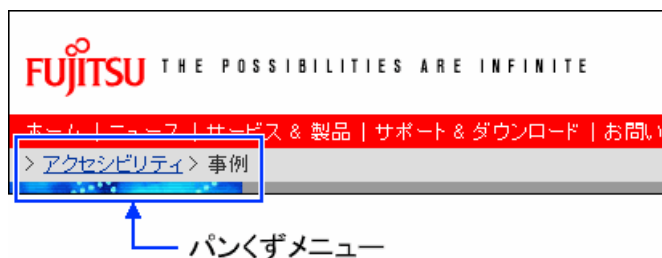 FUJITSU THE POSSIBILITIES ARE INFINITE
ホーム | ニュース | サービス & 製品 | サポート & ダウンロード | お問い
> アクセシビリティ > 事例
パンくずメニュー